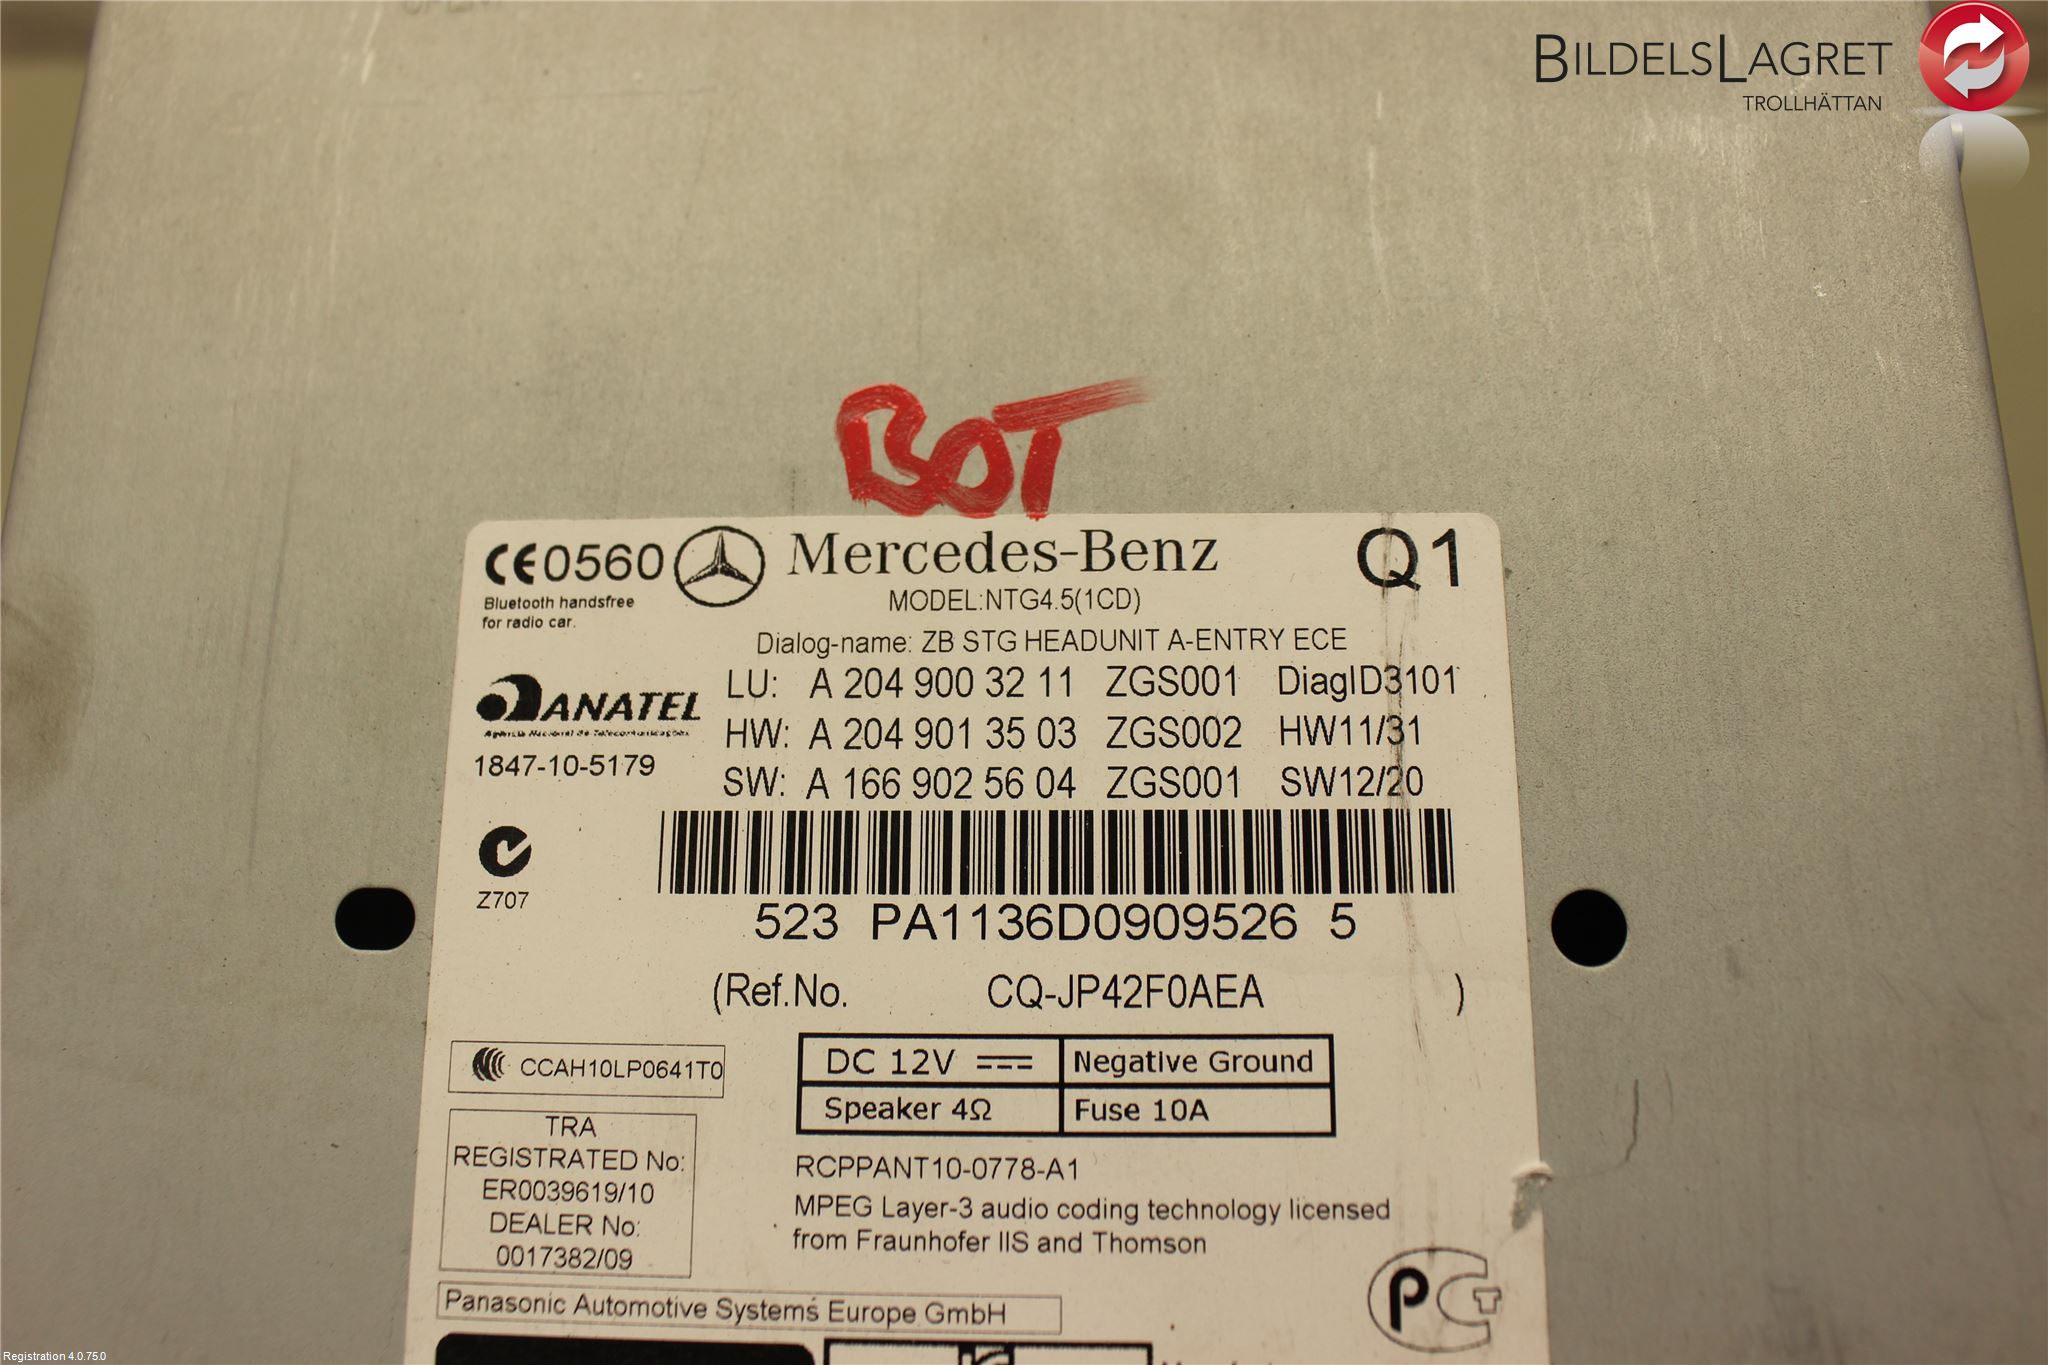 BILDELSLAGRET
TROLLHÄTTAN
BOT
CE0560
Mercedes-Benz
Q1
Bluetooth handsfree
for radio car.
MODEL:NTG4.5(1CD)
Dialog-name: ZB STG HEADUNIT A-ENTRY ECE
LU: A 204 900 32 11 ZGS001 DiagID3101
ANATEL
Agência Nacional de Telecomunicações
HW: A 204 901 35 03 ZGS002 HW11/31
1847-10-5179
SW: A 166 902 56 04 ZGS001 SW12/20
Z707
523 PA1136D0909526 5
(Ref.No. CQ-JP42F0AEA )
CCAH10LP0641T0
DC 12V Negative Ground
Speaker 4Ω Fuse 10A
TRA
REGISTRATED No:
ER0039619/10
DEALER No:
0017382/09
RCPPANT10-0778-A1
MPEG Layer-3 audio coding technology licensed
from Fraunhofer IIS and Thomson
Panasonic Automotive Systems Europe GmbH
Registration 4.0.75.0